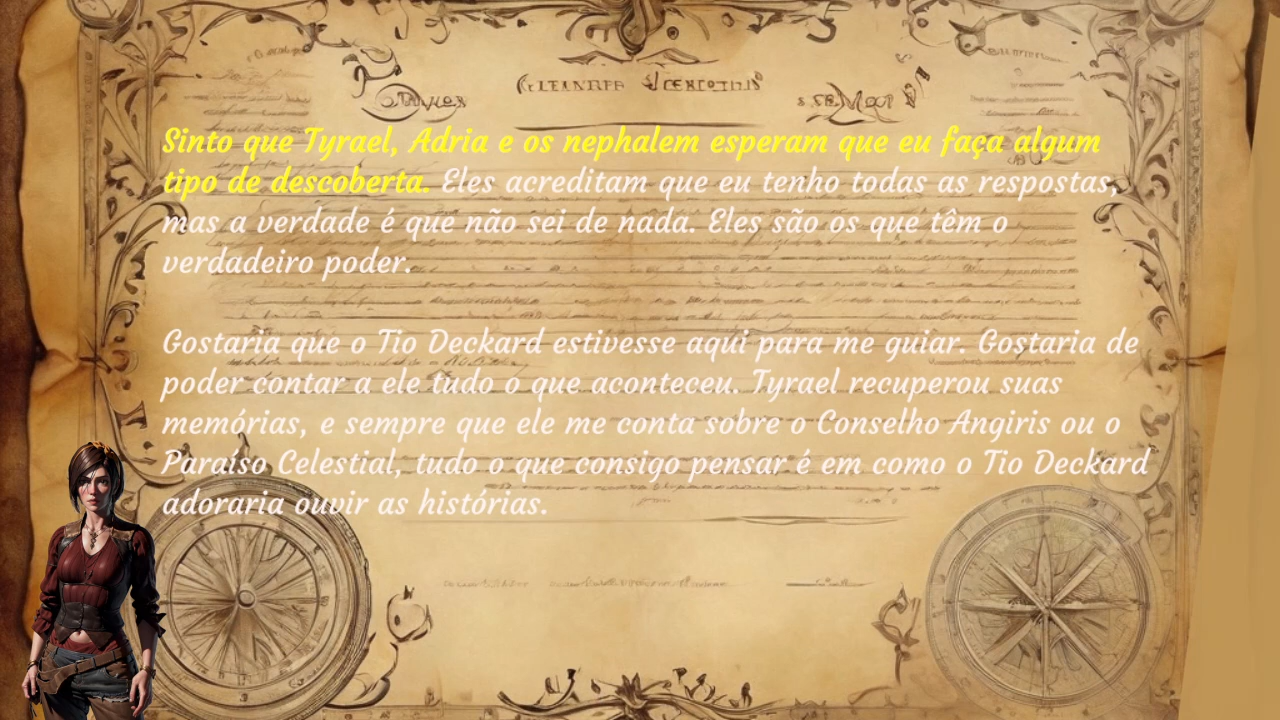 Sinto que Tyrael, Adria e os nephalem esperam que eu faça algum
tipo de descoberta. Eles acreditam que eu tenho todas as respostas,
mas a verdade é que não sei de nada. Eles são os que têm o
verdadeiro poder.
Gostaria que o Tio Deckard estivesse aqui para me guiar. Gostaria de
poder contar a ele tudo o que aconteceu. Tyrael recuperou suas
memórias, e sempre que ele me conta sobre o Conselho Angiris ou o
Paraíso Celestial, tudo o que consigo pensar é em como o Tio Deckard
adoraria ouvir as histórias.